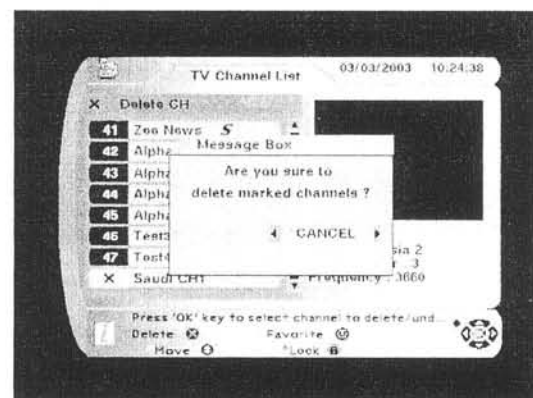 TV Channel List 03/03/2003 10:24:38
X Delete CH
41 Zee News S
42 Alpha
43 Alpha
44 Alpha
45 Alpha
46 Test3
47 Test4
X Saudi CH1
Message Box
Are you sure to
delete marked channels ?
CANCEL
sia 2
3
Frequency : 3660
Press 'OK' key to select channel to delete/und...
Delete
Favorite
Move
Lock